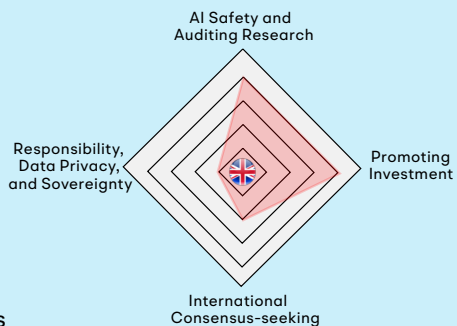 AI Safety and
Auditing Research
Responsibility,
Data Privacy,
and Sovereignty
Promoting
Investment
International
Consensus-seeking
s